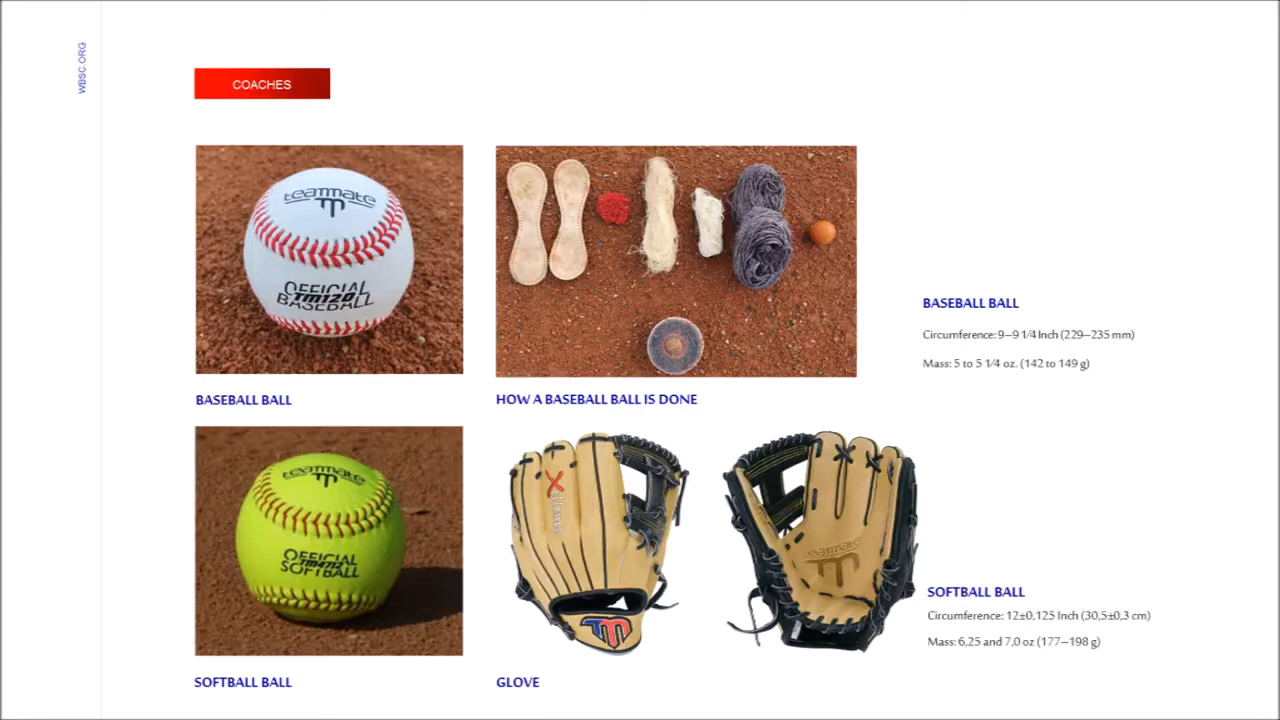 WBSC.ORG
COACHES
teammate
OFFICIAL
TM120
BASEBALL
BASEBALL BALL
HOW A BASEBALL BALL IS DONE
BASEBALL BALL
Circumference: 9–9 1/4 Inch (229–235 mm)
Mass: 5 to 5 1/4 oz. (142 to 149 g)
teammate
OFFICIAL
TM4712
SOFTBALL
SOFTBALL BALL
teammate
GLOVE
SOFTBALL BALL
Circumference: 12±0,125 Inch (30,5±0,3 cm)
Mass: 6,25 and 7,0 oz (177–198 g)